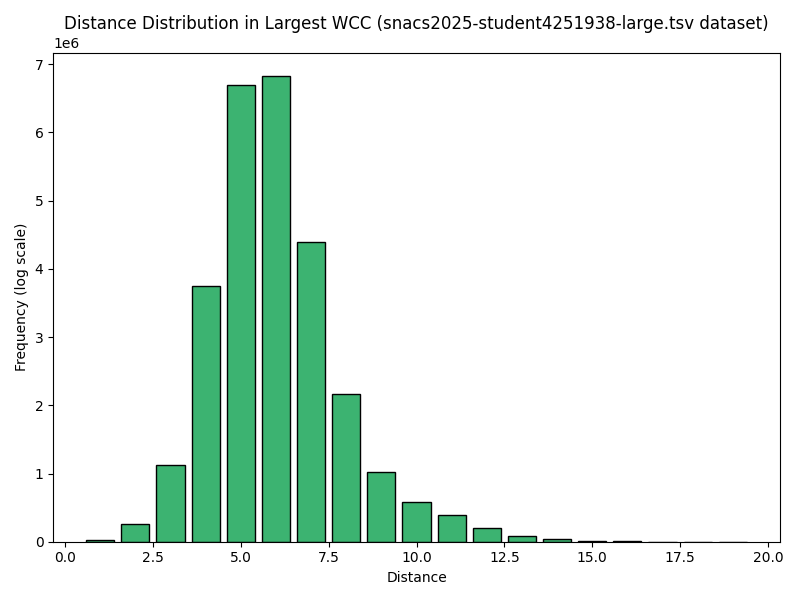 Distance Distribution in Largest WCC (snacs2025-student4251938-large.tsv dataset)
1e6
7
6
5
4
3
2
1
0
Frequency (log scale)
0.0 2.5 5.0 7.5 10.0 12.5 15.0 17.5 20.0
Distance